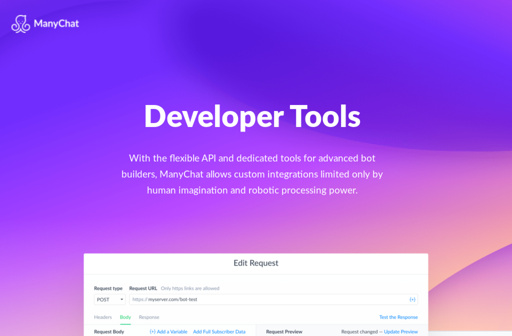 ManyChat
Developer Tools
With the flexible API and dedicated tools for advanced bot
builders, ManyChat allows custom integrations limited only by
human imagination and robotic processing power.
Edit Request
Request type Request URL Only https links are allowed
POST https:// myserver.com/bot-test {+}
Headers Body Response Test the Response
Request Body {+} Add a Variable Add Full Subscriber Data Request Preview Request changed — Update Preview